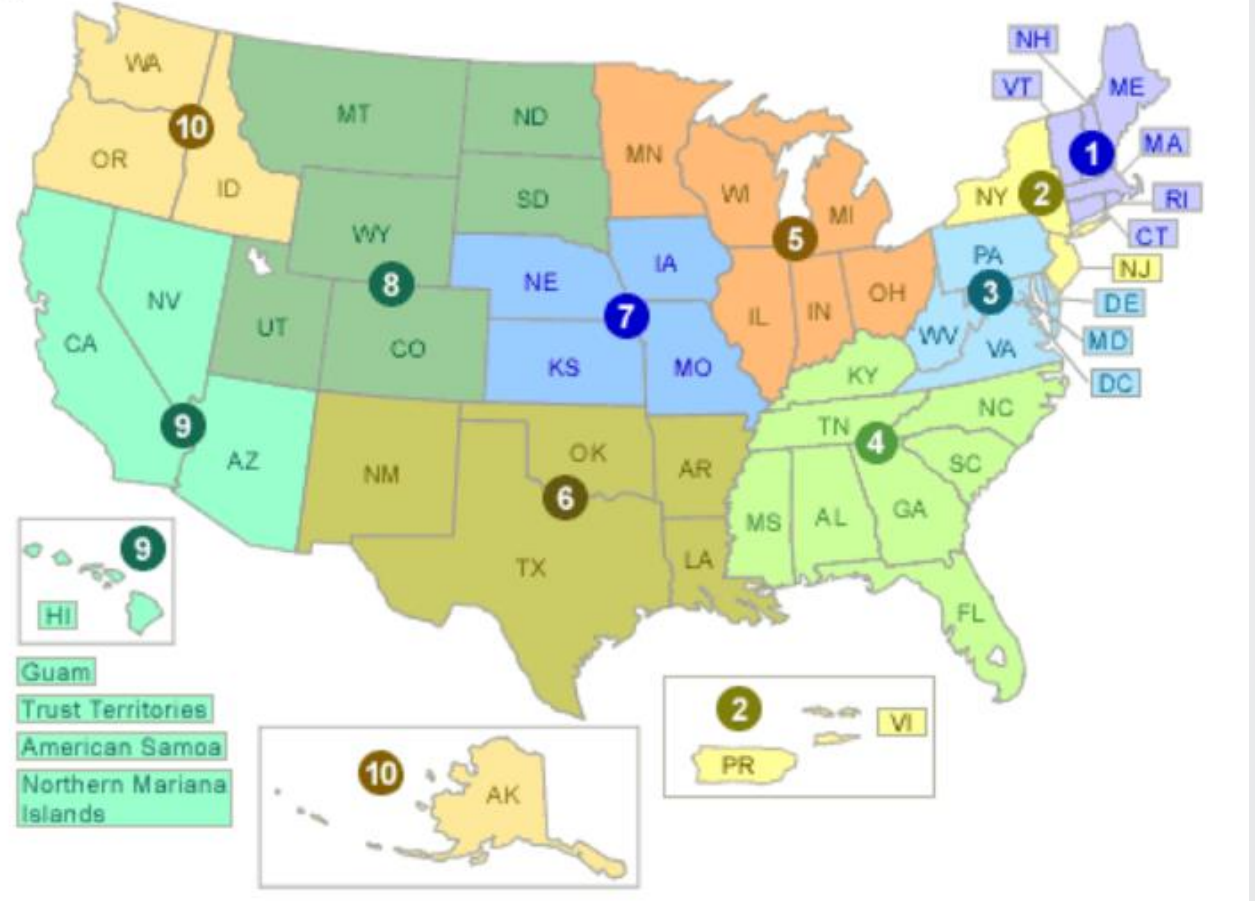 NH
WA
VT
ME
MT
ND
10
MA
OR
MN
1
ID
WI
NY
2
RI
SD
MI
WY
5
CT
PA
NJ
IA
NE
8
3
DE
NV
OH
UT
7
IL
IN
WV
MD
CA
CO
VA
KS
MO
KY
DC
NC
9
TN
4
AZ
OK
SC
NM
AR
6
GA
MS
AL
9
TX
LA
HI
FL
Guam
Trust Territories
2
VI
American Samoa
10
PR
Northern Mariana
Islands
AK